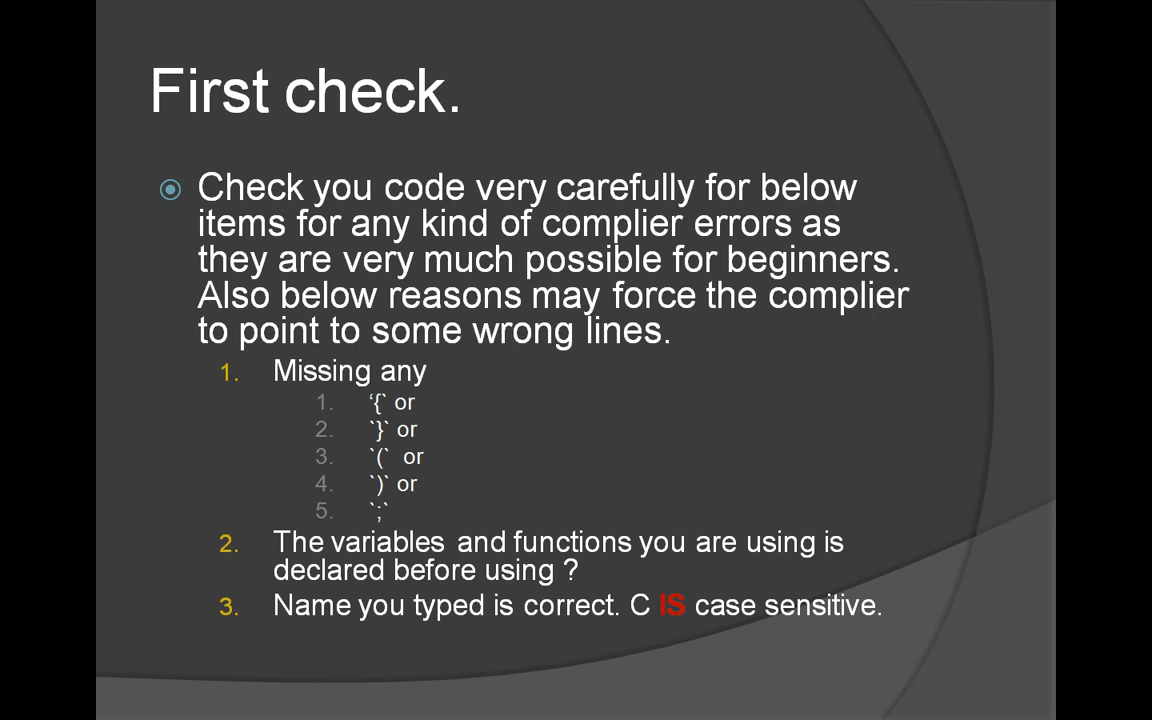 First check.
Check you code very carefully for below
items for any kind of complier errors as
they are very much possible for beginners.
Also below reasons may force the complier
to point to some wrong lines.
1. Missing any
1. ‘{` or
2. `}` or
3. `(`  or
4. `)` or
5. `;`
2. The variables and functions you are using is
declared before using ?
3. Name you typed is correct. C IS case sensitive.